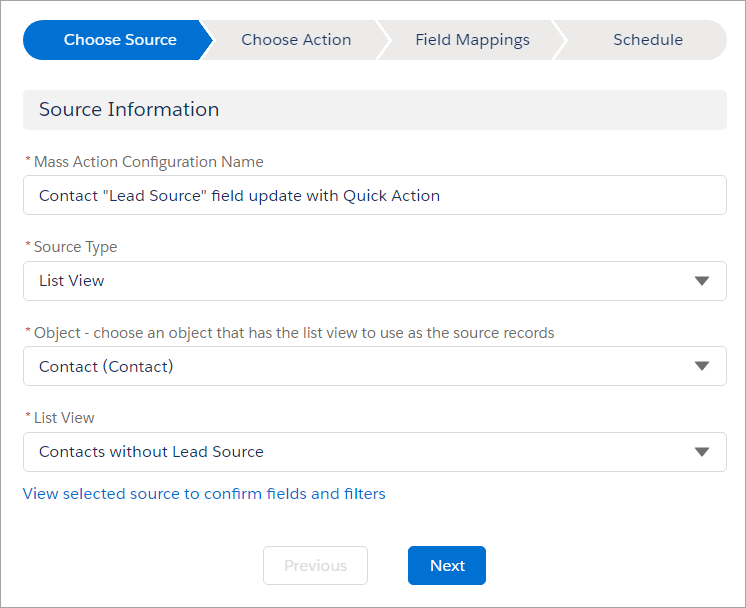 Choose Source
Choose Action
Field Mappings
Schedule
Source Information
* Mass Action Configuration Name
Contact "Lead Source" field update with Quick Action
* Source Type
List View
* Object - choose an object that has the list view to use as the source records
Contact (Contact)
* List View
Contacts without Lead Source
View selected source to confirm fields and filters
Previous
Next